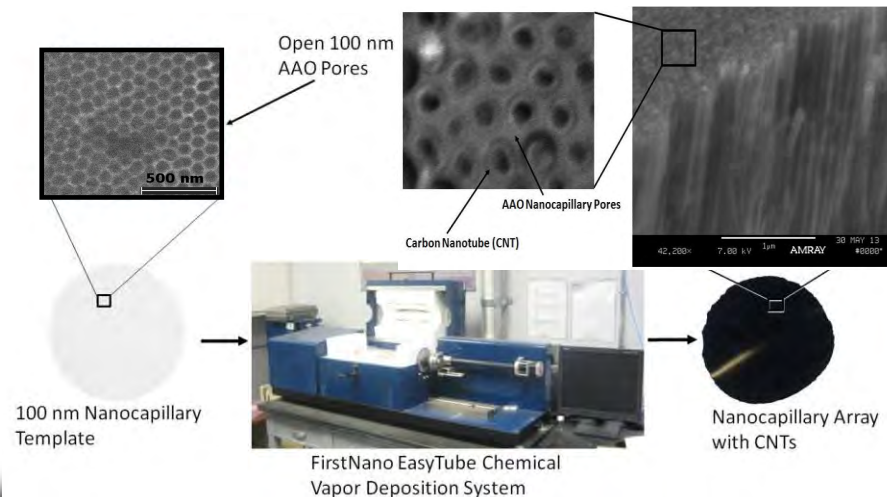 Open 100 nm
AAO Pores
500 nm
AAO Nanocapillary Pores
Carbon Nanotube (CNT)
30 MAY 13
42,200× 7.00 kV 1µm AMRAY #0000*
100 nm Nanocapillary
Template
FirstNano EasyTube Chemical
Vapor Deposition System
Nanocapillary Array
with CNTs